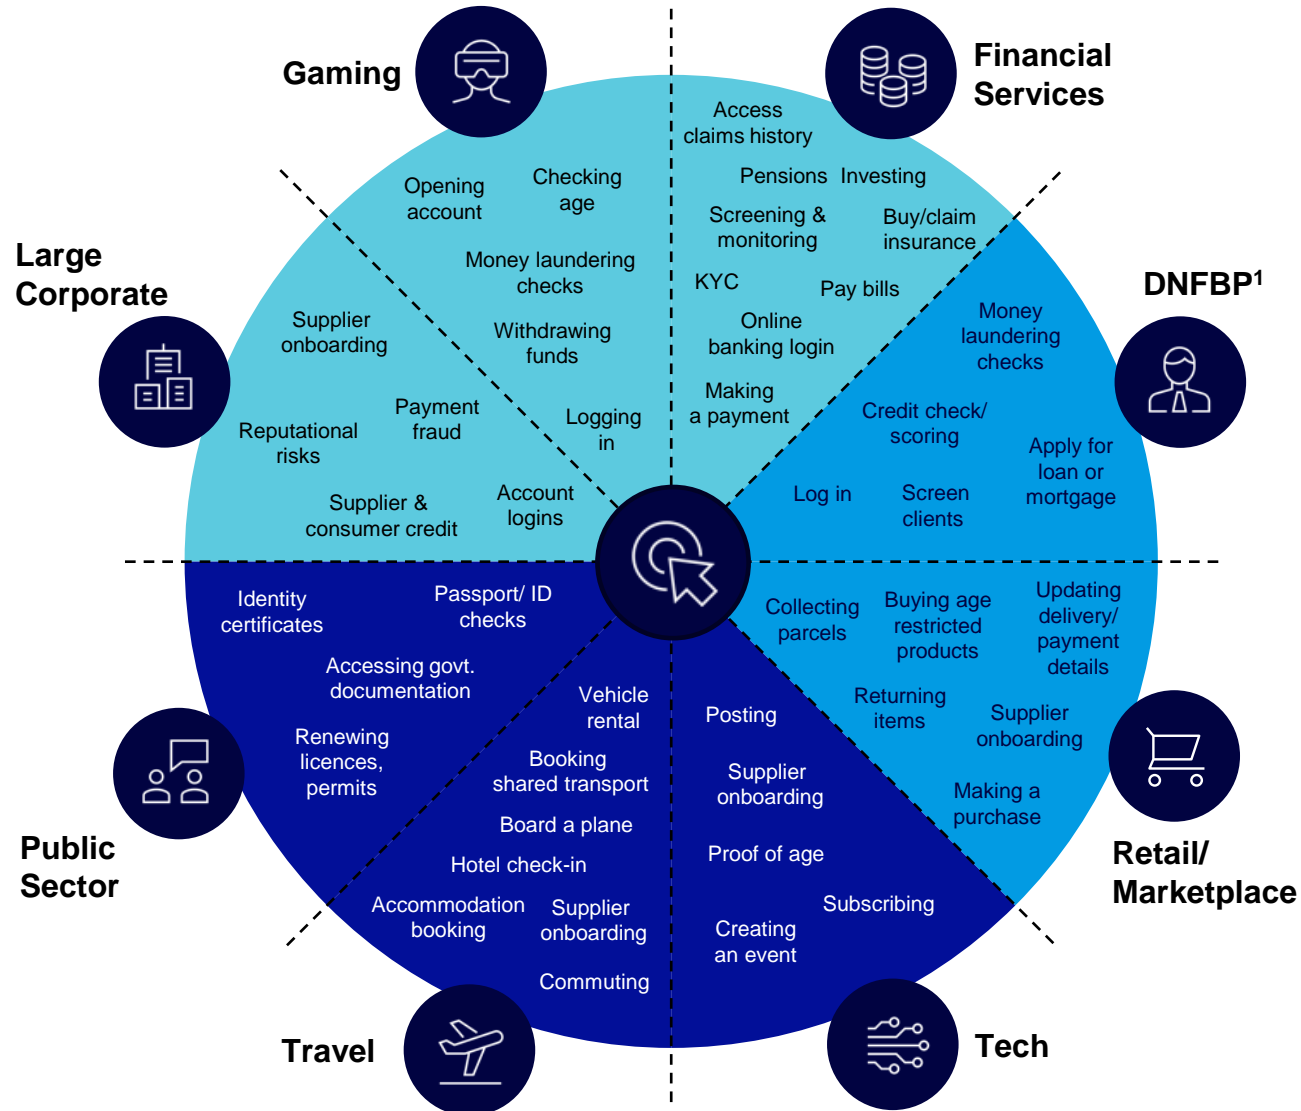 Gaming
Opening
account
Checking
age
Money laundering
checks
Withdrawing
funds
Logging
in
Financial
Services
Access
claims history
Pensions
Investing
Screening &
monitoring
Buy/claim
insurance
KYC
Pay bills
Online
banking login
Making
a payment
DNFBP¹
Money
laundering
checks
Credit check/
scoring
Apply for
loan or
mortgage
Log in
Screen
clients
Retail/
Marketplace
Collecting
parcels
Buying age
restricted
products
Updating
delivery/
payment
details
Returning
items
Supplier
onboarding
Making a
purchase
Tech
Posting
Supplier
onboarding
Proof of age
Subscribing
Creating
an event
Travel
Vehicle
rental
Booking
shared transport
Board a plane
Hotel check-in
Accommodation
booking
Supplier
onboarding
Commuting
Public
Sector
Identity
certificates
Passport/ ID
checks
Accessing govt.
documentation
Renewing
licences,
permits
Large
Corporate
Supplier
onboarding
Payment
fraud
Reputational
risks
Supplier &
consumer credit
Account
logins